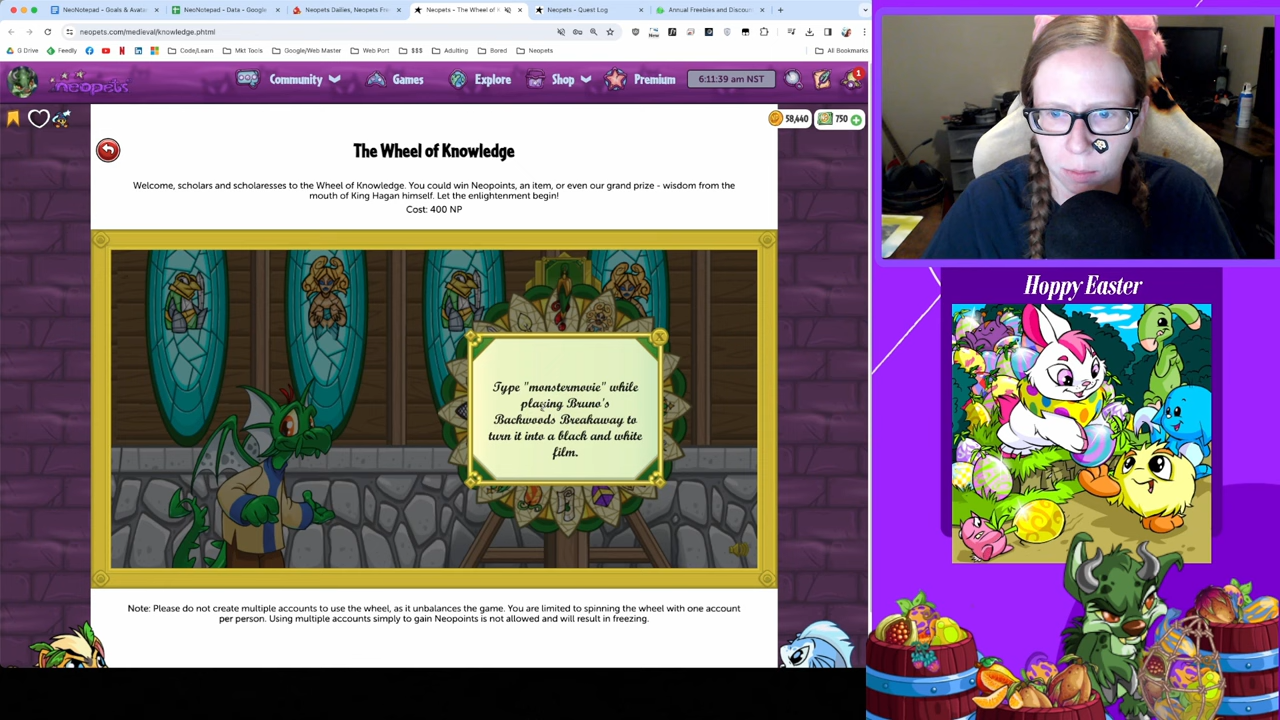 NeoNotepad - Goals & Avata
NeoNotepad - Data - Google
Neopets Dailies, Neopets Fre
Neopets - The Wheel of K
Neopets - Quest Log
Annual Freebies and Discoun
neopets.com/medieval/knowledge.phtml
G Drive
Feedly
Code/Learn
Mkt Tools
Google/Web Master
Web Port
$$$
Adulting
Bored
Neopets
All Bookmarks
neopets
Community
Games
Explore
Shop
Premium
6:11:39 am NST
1
58,440
750
The Wheel of Knowledge
Welcome, scholars and scholaresses to the Wheel of Knowledge. You could win Neopoints, an item, or even our grand prize - wisdom from the
mouth of King Hagan himself. Let the enlightenment begin!
Cost: 400 NP
Type "monstermovie" while
playing Bruno's
Backwoods Breakaway to
turn it into a black and white
film.
X
Note: Please do not create multiple accounts to use the wheel, as it unbalances the game. You are limited to spinning the wheel with one account
per person. Using multiple accounts simply to gain Neopoints is not allowed and will result in freezing.
Hoppy Easter